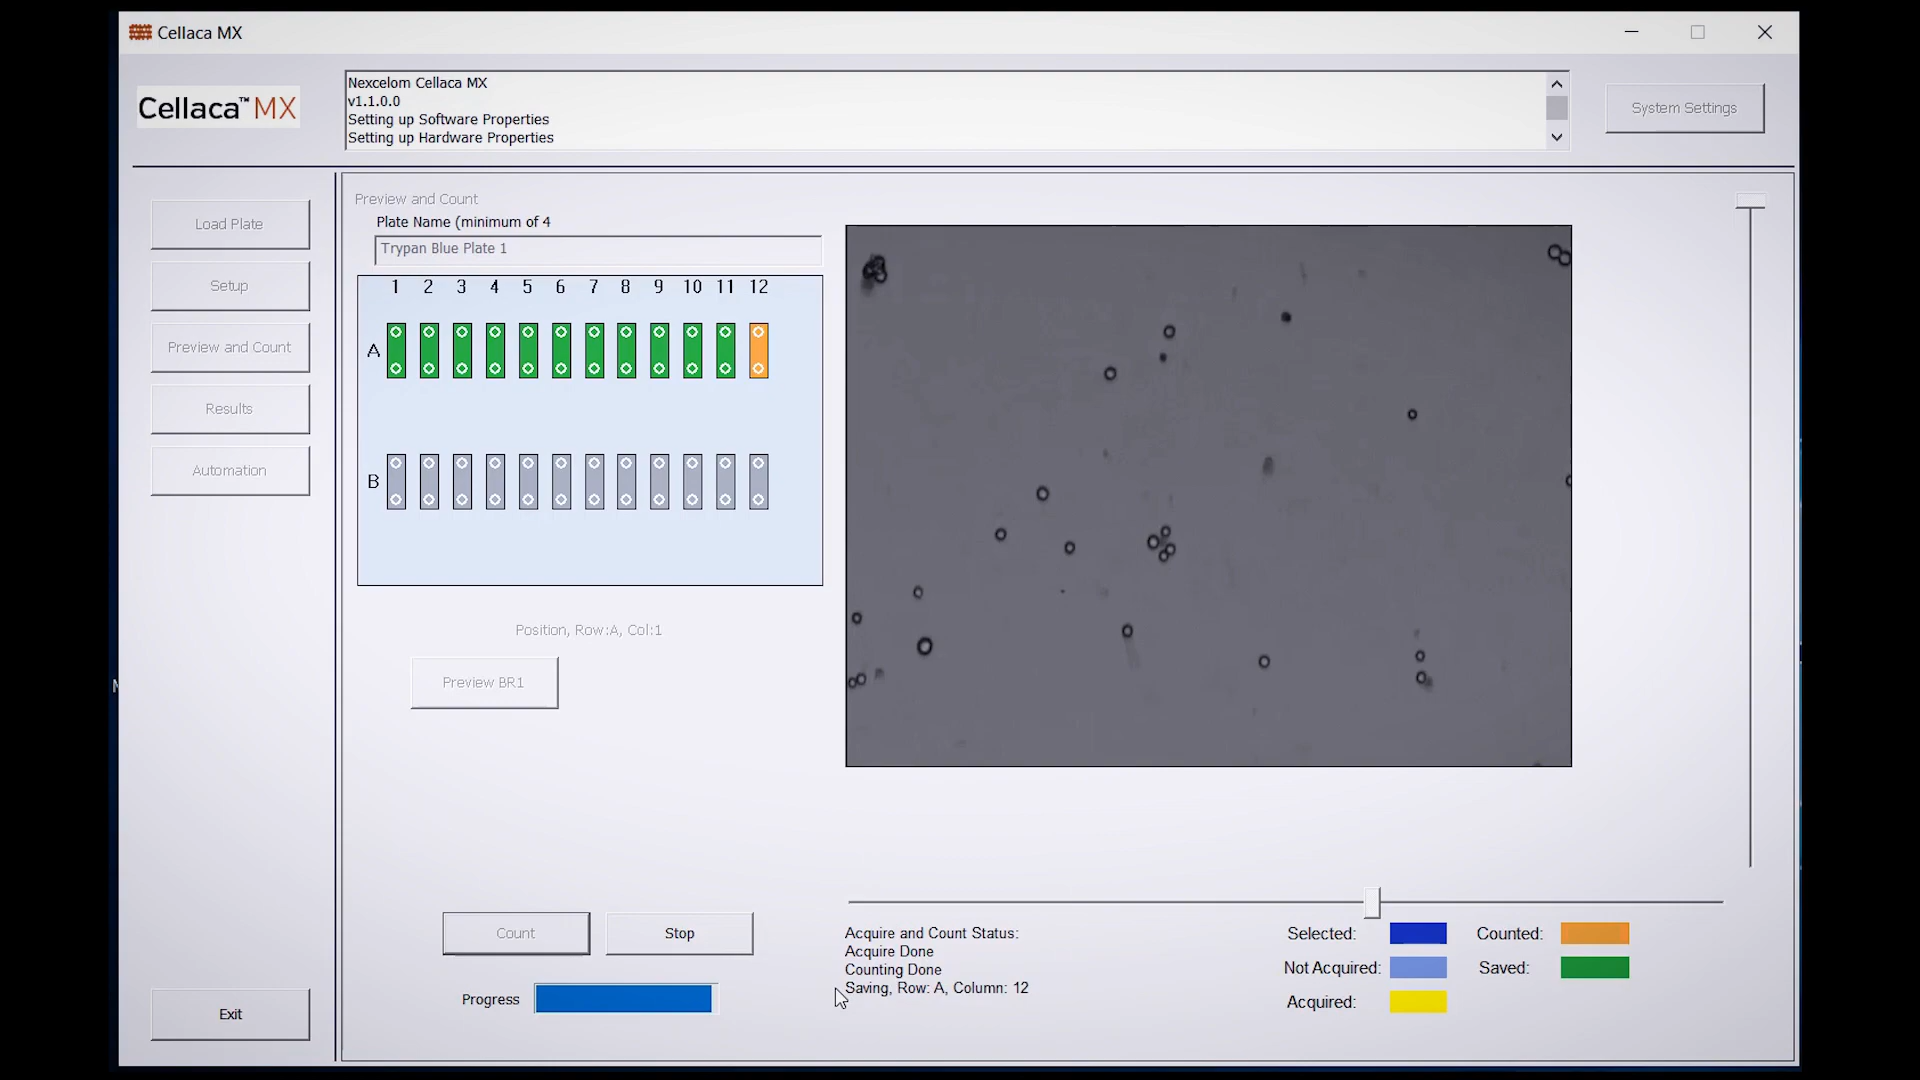 Cellaca MX
Cellaca™ MX
Nexcelom Cellaca MX
v1.1.0.0
Setting up Software Properties
Setting up Hardware Properties
System Settings
Load Plate
Setup
Preview and Count
Results
Automation
Exit
Preview and Count
Plate Name (minimum of 4
Trypan Blue Plate 1
1 2 3 4 5 6 7 8 9 10 11 12
A
B
Position, Row:A, Col:1
Preview BR1
Count
Stop
Progress
Acquire and Count Status:
Acquire Done
Counting Done
Saving, Row: A, Column: 12
Selected:
Counted:
Not Acquired:
Saved:
Acquired: